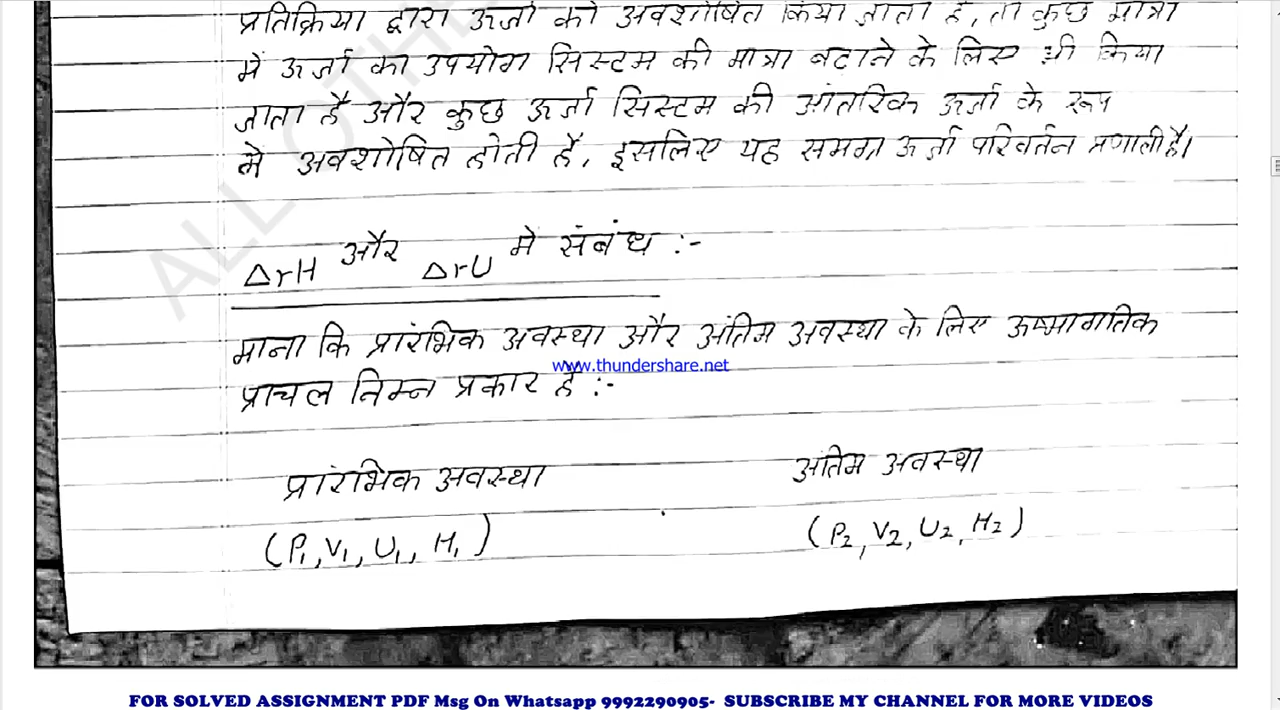 प्रतिक्रिया द्वारा ऊर्जा को अवशोषित किया जाता है, तो कुछ मात्रा
में ऊर्जा का उपयोग सिस्टम की मात्रा बढ़ाने के लिए भी किया
जाता है और कुछ ऊर्जा सिस्टम की आंतरिक ऊर्जा के रूप
मे अवशोषित होती है, इसलिए यह समग्र ऊर्जा परिवर्तन प्रणाली है।
ΔrH और ΔrU मे संबंध :-
माना कि प्रारंभिक अवस्था और अंतिम अवस्था के लिए ऊष्मागतिक
www.thundershare.net
प्राचल निम्न प्रकार है :-
प्रारंभिक अवस्था अंतिम अवस्था
(P1, V1, U1, H1) (P2, V2, U2, H2)
FOR SOLVED ASSIGNMENT PDF Msg On Whatsapp 9992290905- SUBSCRIBE MY CHANNEL FOR MORE VIDEOS